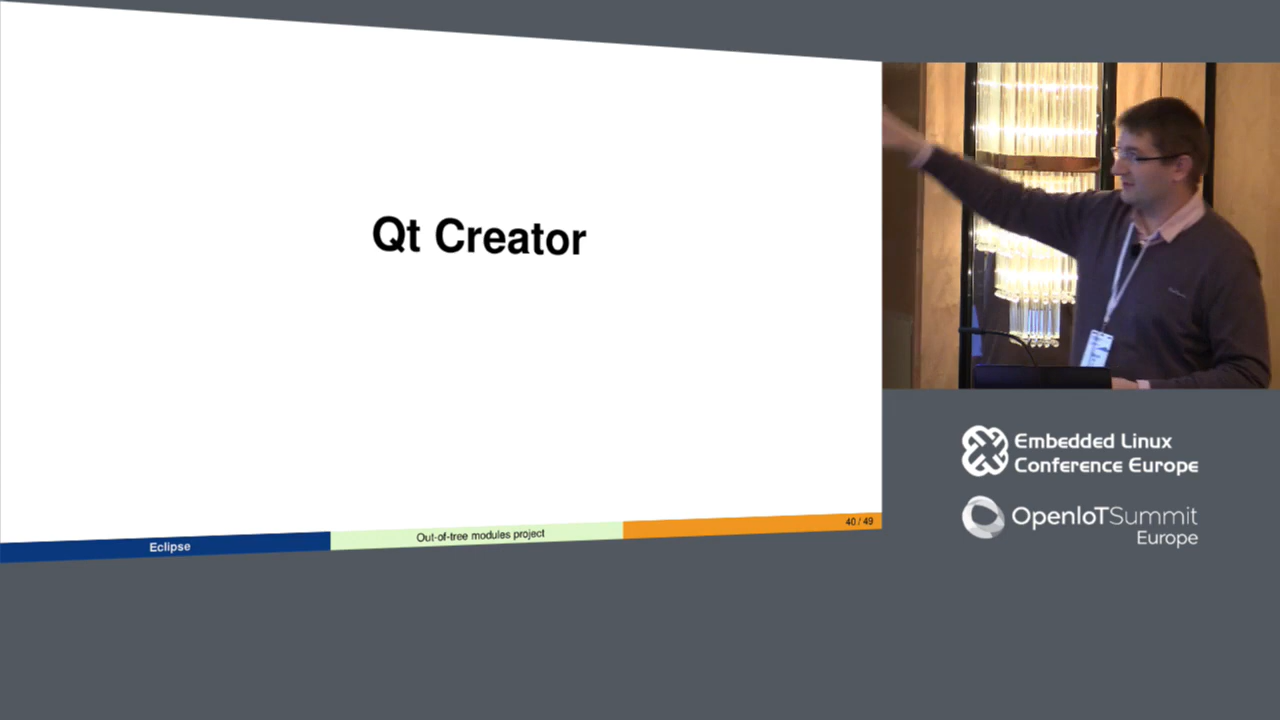 Qt Creator
Eclipse
Out-of-tree modules project
40 / 49
Embedded Linux
Conference Europe
OpenIoTSummit
Europe